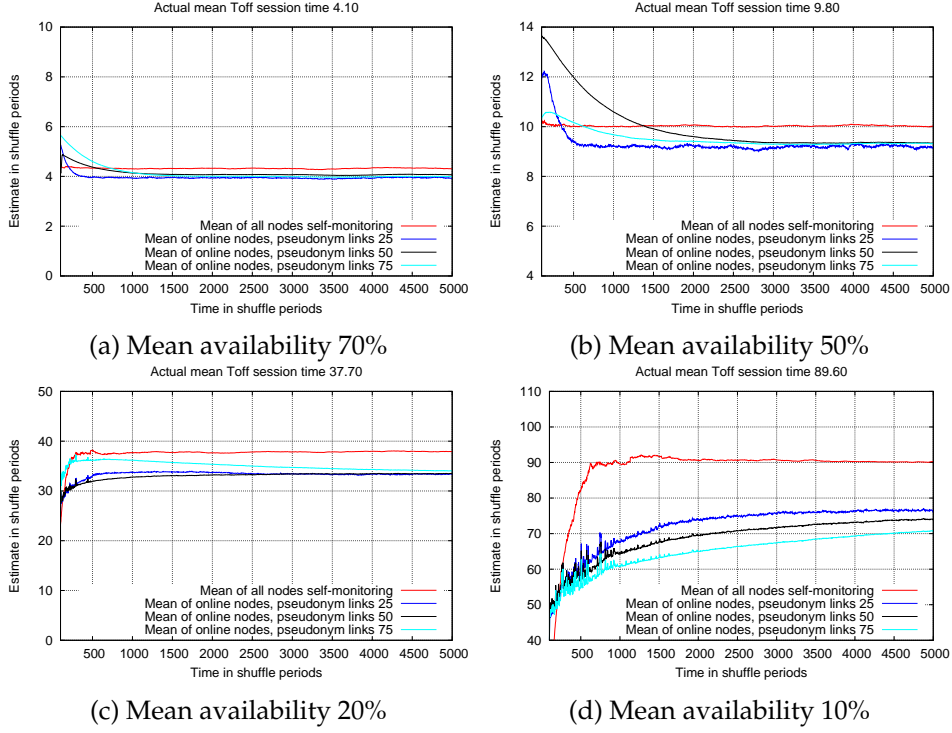 Actual mean Toff session time 4.10
Estimate in shuffle periods
10
8
6
4
2
0
Mean of all nodes self-monitoring
Mean of online nodes, pseudonym links 25
Mean of online nodes, pseudonym links 50
Mean of online nodes, pseudonym links 75
500 1000 1500 2000 2500 3000 3500 4000 4500 5000
Time in shuffle periods
(a) Mean availability 70%
Actual mean Toff session time 9.80
Estimate in shuffle periods
14
12
10
8
6
4
Mean of all nodes self-monitoring
Mean of online nodes, pseudonym links 25
Mean of online nodes, pseudonym links 50
Mean of online nodes, pseudonym links 75
500 1000 1500 2000 2500 3000 3500 4000 4500 5000
Time in shuffle periods
(b) Mean availability 50%
Actual mean Toff session time 37.70
Estimate in shuffle periods
50
40
30
20
10
0
Mean of all nodes self-monitoring
Mean of online nodes, pseudonym links 25
Mean of online nodes, pseudonym links 50
Mean of online nodes, pseudonym links 75
500 1000 1500 2000 2500 3000 3500 4000 4500 5000
Time in shuffle periods
(c) Mean availability 20%
Actual mean Toff session time 89.60
Estimate in shuffle periods
110
100
90
80
70
60
50
40
Mean of all nodes self-monitoring
Mean of online nodes, pseudonym links 25
Mean of online nodes, pseudonym links 50
Mean of online nodes, pseudonym links 75
500 1000 1500 2000 2500 3000 3500 4000 4500 5000
Time in shuffle periods
(d) Mean availability 10%